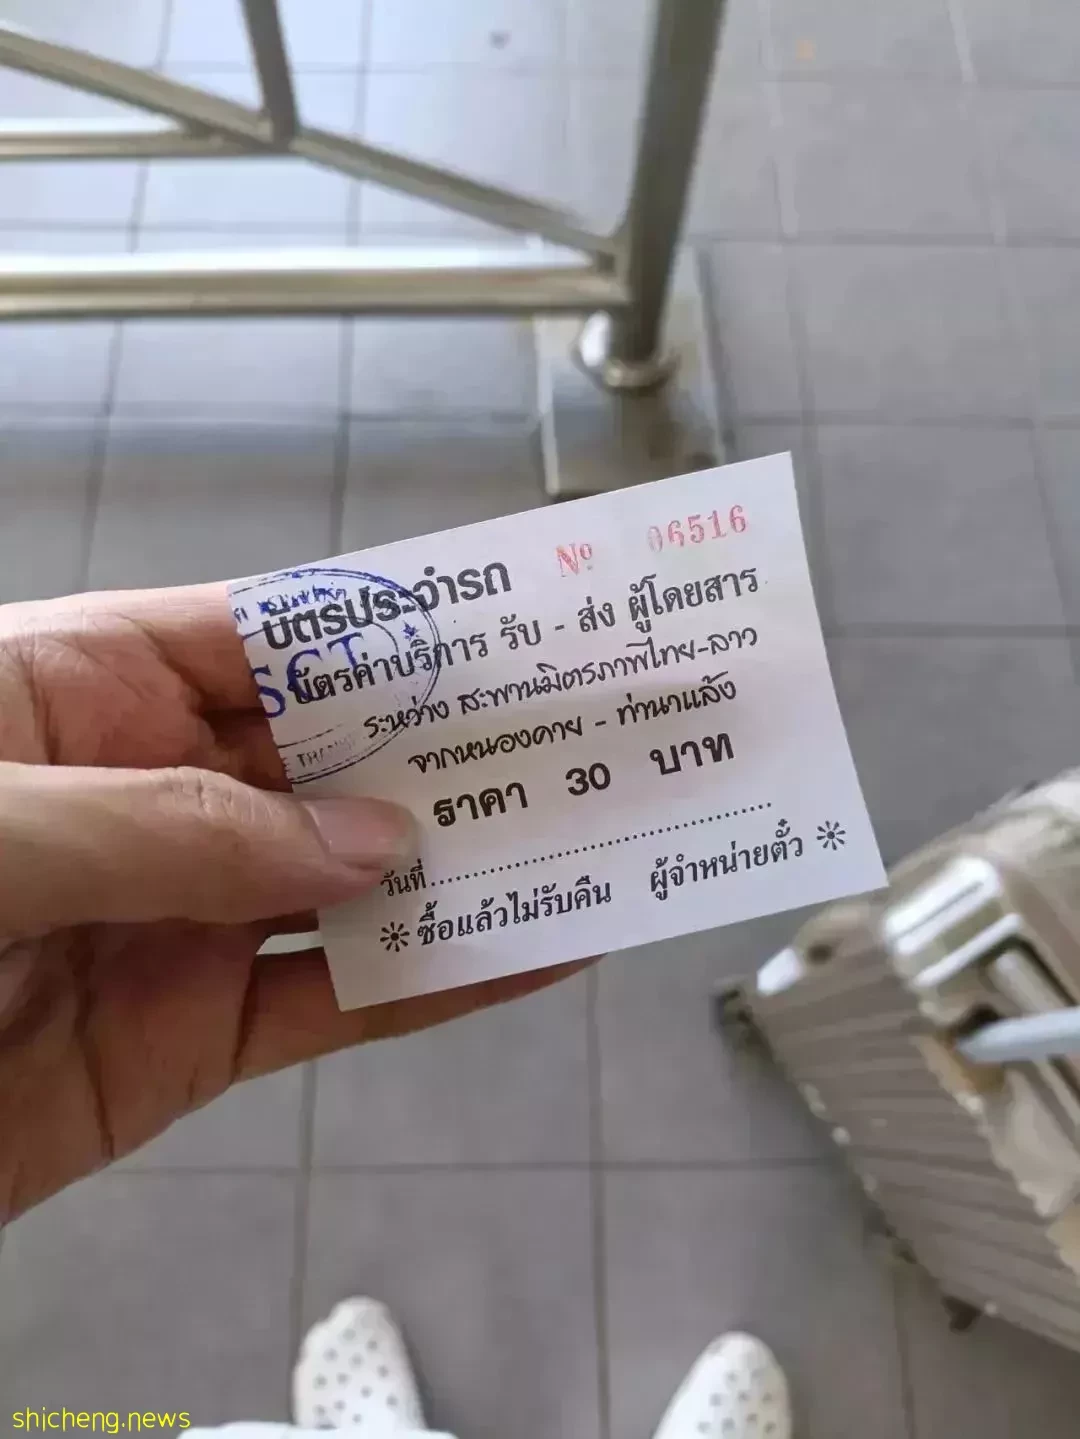 บัตรประจำรถ
№ 06516
บัตรค่าบริการ รับ - ส่ง ผู้โดยสาร
ระหว่าง สะพานมิตรภาพไทย-ลาว
จากหนองคาย - ท่านาแล้ง
ราคา 30 บาท
วันที่
ซื้อแล้วไม่รับคืน ผู้จำหน่ายตั๋ว
SCT
shicheng.news